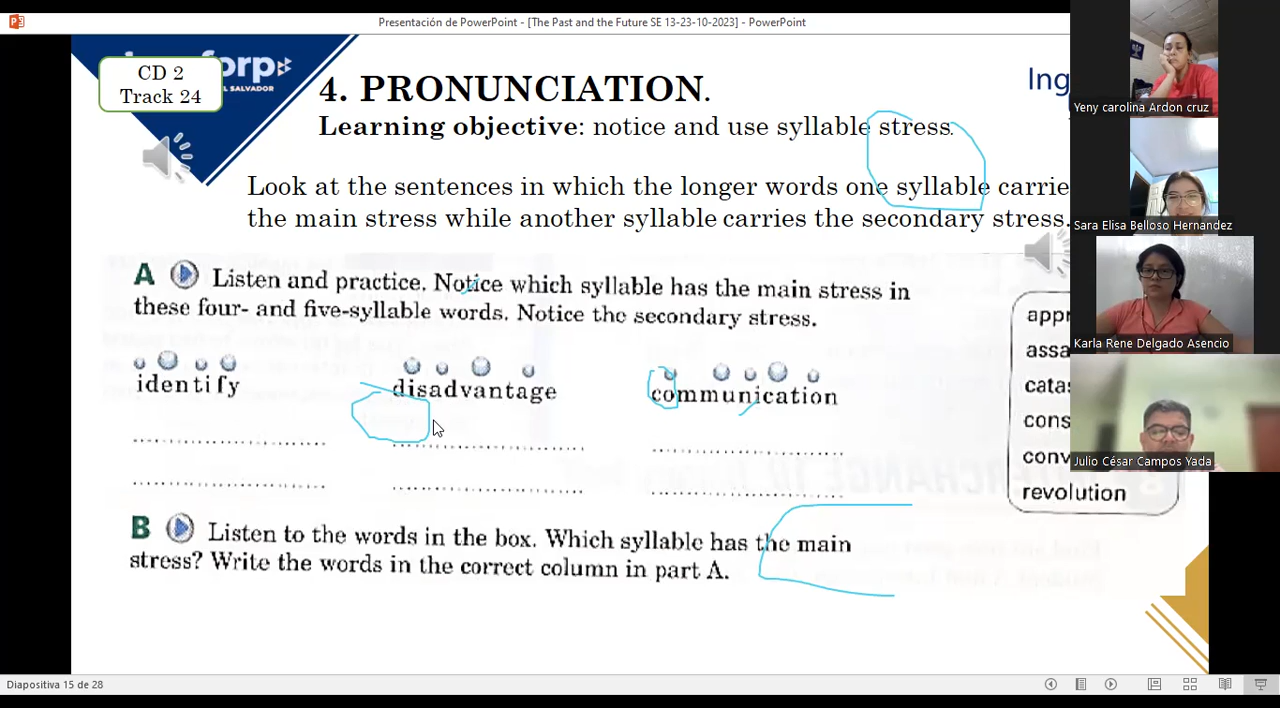 Presentación de PowerPoint - [The Past and the Future SE 13-23-10-2023] - PowerPoint
CD 2
Track 24
EL SALVADOR
4. PRONUNCIATION.
Ing
Learning objective: notice and use syllable stress.
Look at the sentences in which the longer words one syllable carrie
the main stress while another syllable carries the secondary stress.
A Listen and practice. Notice which syllable has the main stress in
these four- and five-syllable words. Notice the secondary stress.
identify
disadvantage
communication
appr
assa
catas
cons
conv
revolution
B Listen to the words in the box. Which syllable has the main
stress? Write the words in the correct column in part A.
Yeny carolina Ardon cruz
Sara Elisa Belloso Hernandez
Karla Rene Delgado Asencio
Julio César Campos Yada
Diapositiva 15 de 28